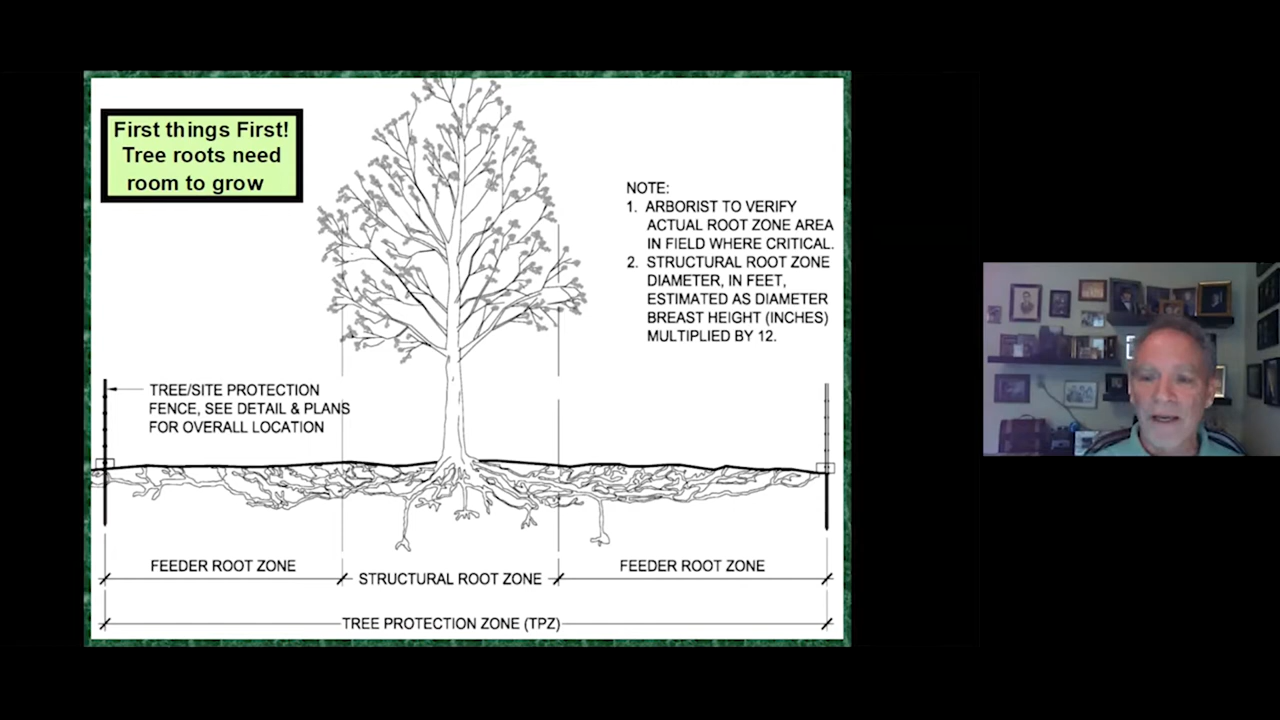 First things First!
Tree roots need
room to grow
NOTE:
1. ARBORIST TO VERIFY
ACTUAL ROOT ZONE AREA
IN FIELD WHERE CRITICAL.
2. STRUCTURAL ROOT ZONE
DIAMETER, IN FEET,
ESTIMATED AS DIAMETER
BREAST HEIGHT (INCHES)
MULTIPLIED BY 12.
TREE/SITE PROTECTION
FENCE, SEE DETAIL & PLANS
FOR OVERALL LOCATION
FEEDER ROOT ZONE
STRUCTURAL ROOT ZONE
FEEDER ROOT ZONE
TREE PROTECTION ZONE (TPZ)